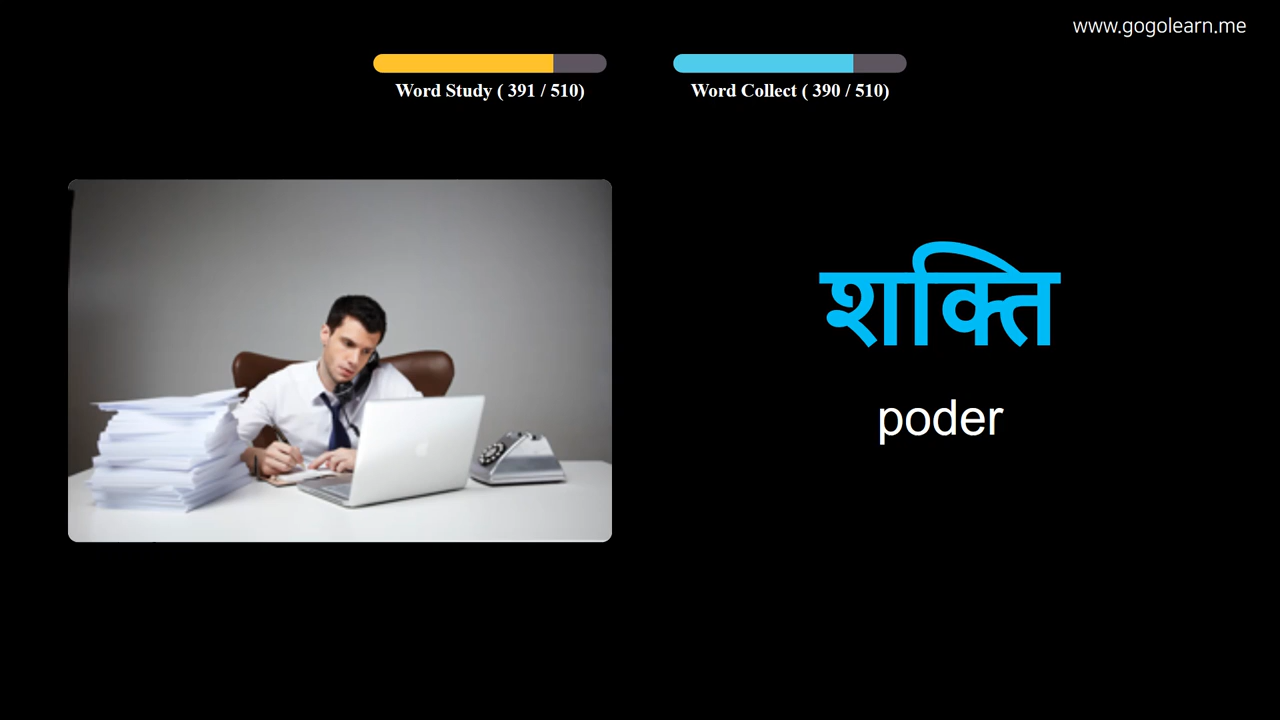 www.gogolearn.me
Word Study ( 391 / 510)
Word Collect ( 390 / 510)
शक्ति
poder